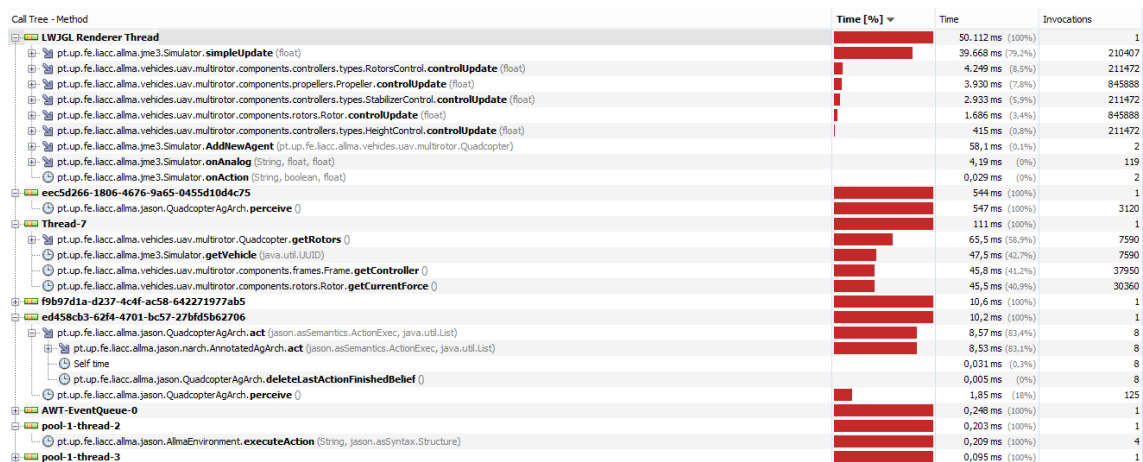 Call Tree - Method Time [%] Time Invocations
LWJGL Renderer Thread 50.112 ms (100%) 1
pt.up.fe.liacc.allma.jme3.Simulator.simpleUpdate (float) 39.668 ms (79,2%) 210407
pt.up.fe.liacc.allma.vehicles.uav.multirotor.components.controllers.types.RotorsControl.controlUpdate (float) 4.249 ms (8,5%) 211472
pt.up.fe.liacc.allma.vehicles.uav.multirotor.components.propellers.Propeller.controlUpdate (float) 3.930 ms (7,8%) 845888
pt.up.fe.liacc.allma.vehicles.uav.multirotor.components.controllers.types.StabilizerControl.controlUpdate (float) 2.933 ms (5,9%) 211472
pt.up.fe.liacc.allma.vehicles.uav.multirotor.components.rotors.Rotor.controlUpdate (float) 1.686 ms (3,4%) 845888
pt.up.fe.liacc.allma.vehicles.uav.multirotor.components.controllers.types.HeightControl.controlUpdate (float) 415 ms (0,8%) 211472
pt.up.fe.liacc.allma.jme3.Simulator.AddNewAgent (pt.up.fe.liacc.allma.vehicles.uav.multirotor.Quadcopter) 58,1 ms (0,1%) 2
pt.up.fe.liacc.allma.jme3.Simulator.onAnalog (String, float, float) 4,19 ms (0%) 119
pt.up.fe.liacc.allma.jme3.Simulator.onAction (String, boolean, float) 0,029 ms (0%) 2
eec5d266-1806-4676-9a65-0455d10d4c75 544 ms (100%) 1
pt.up.fe.liacc.allma.jason.QuadcopterAgArch.perceive () 547 ms (100%) 3120
Thread-7 111 ms (100%) 1
pt.up.fe.liacc.allma.vehicles.uav.multirotor.Quadcopter.getRotors () 65,5 ms (58,9%) 7590
pt.up.fe.liacc.allma.jme3.Simulator.getVehicle (java.util.UUID) 47,5 ms (42,7%) 7590
pt.up.fe.liacc.allma.vehicles.uav.multirotor.components.frames.Frame.getController () 45,8 ms (41,2%) 37950
pt.up.fe.liacc.allma.vehicles.uav.multirotor.components.rotors.Rotor.getCurrentForce () 45,5 ms (40,9%) 30360
f9b97d1a-d237-4c4f-ac58-642271977ab5 10,6 ms (100%) 1
ed458cb3-62f4-4701-bc57-27bfd5b62706 10,2 ms (100%) 1
pt.up.fe.liacc.allma.jason.QuadcopterAgArch.act (jason.asSemantics.ActionExec, java.util.List) 8,57 ms (83,4%) 8
pt.up.fe.liacc.allma.jason.narch.AnnotatedAgArch.act (jason.asSemantics.ActionExec, java.util.List) 8,53 ms (83,1%) 8
Self time 0,031 ms (0,3%) 8
pt.up.fe.liacc.allma.jason.QuadcopterAgArch.deleteLastActionFinishedBelief () 0,005 ms (0%) 8
pt.up.fe.liacc.allma.jason.QuadcopterAgArch.perceive () 1,85 ms (18%) 125
AWT-EventQueue-0 0,248 ms (100%) 1
pool-1-thread-2 0,203 ms (100%) 1
pt.up.fe.liacc.allma.jason.AllmaEnvironment.executeAction (String, jason.asSyntax.Structure) 0,209 ms (100%) 4
pool-1-thread-3 0,095 ms (100%) 1